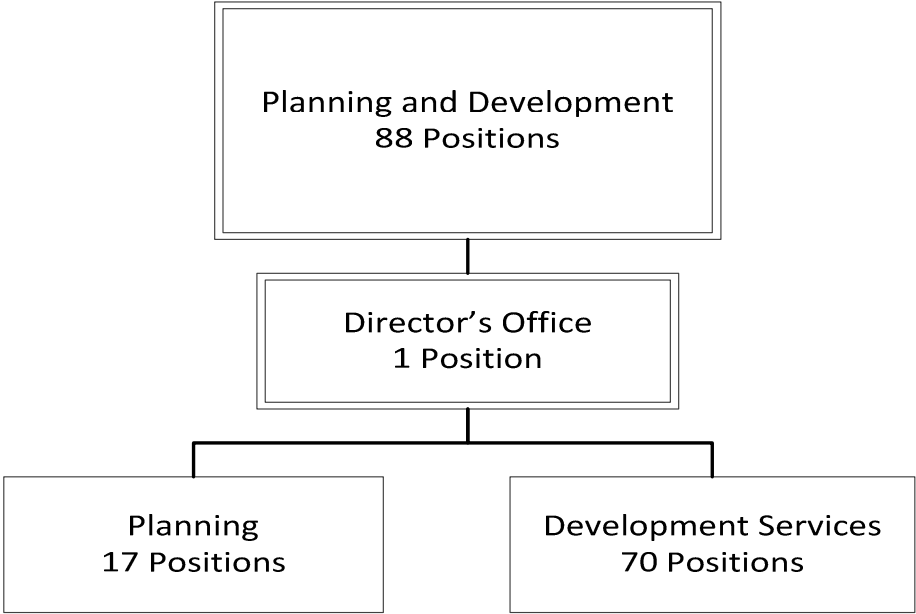 Planning and Development
88 Positions
Director’s Office
1 Position
Planning
17 Positions
Development Services
70 Positions